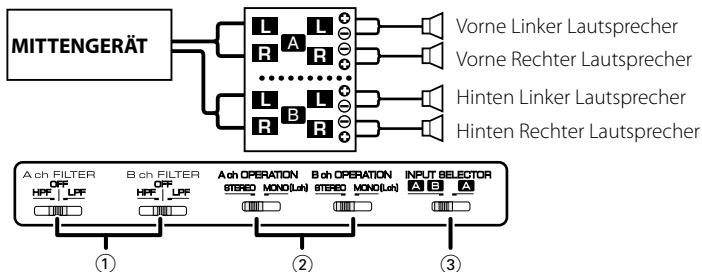 MITTENGERÄT
L L ⊕
⊖
R A R ⊖
⊕
L L ⊕
⊖
R B R ⊖
⊕
Vorne Linker Lautsprecher
Vorne Rechter Lautsprecher
Hinten Linker Lautsprecher
Hinten Rechter Lautsprecher
A ch FILTER
OFF
HPF LPF
B ch FILTER
OFF
HPF LPF
A ch OPERATION
STEREO MONO(Lch)
B ch OPERATION
STEREO MONO(Lch)
INPUT SELECTOR
A B A
① ② ③